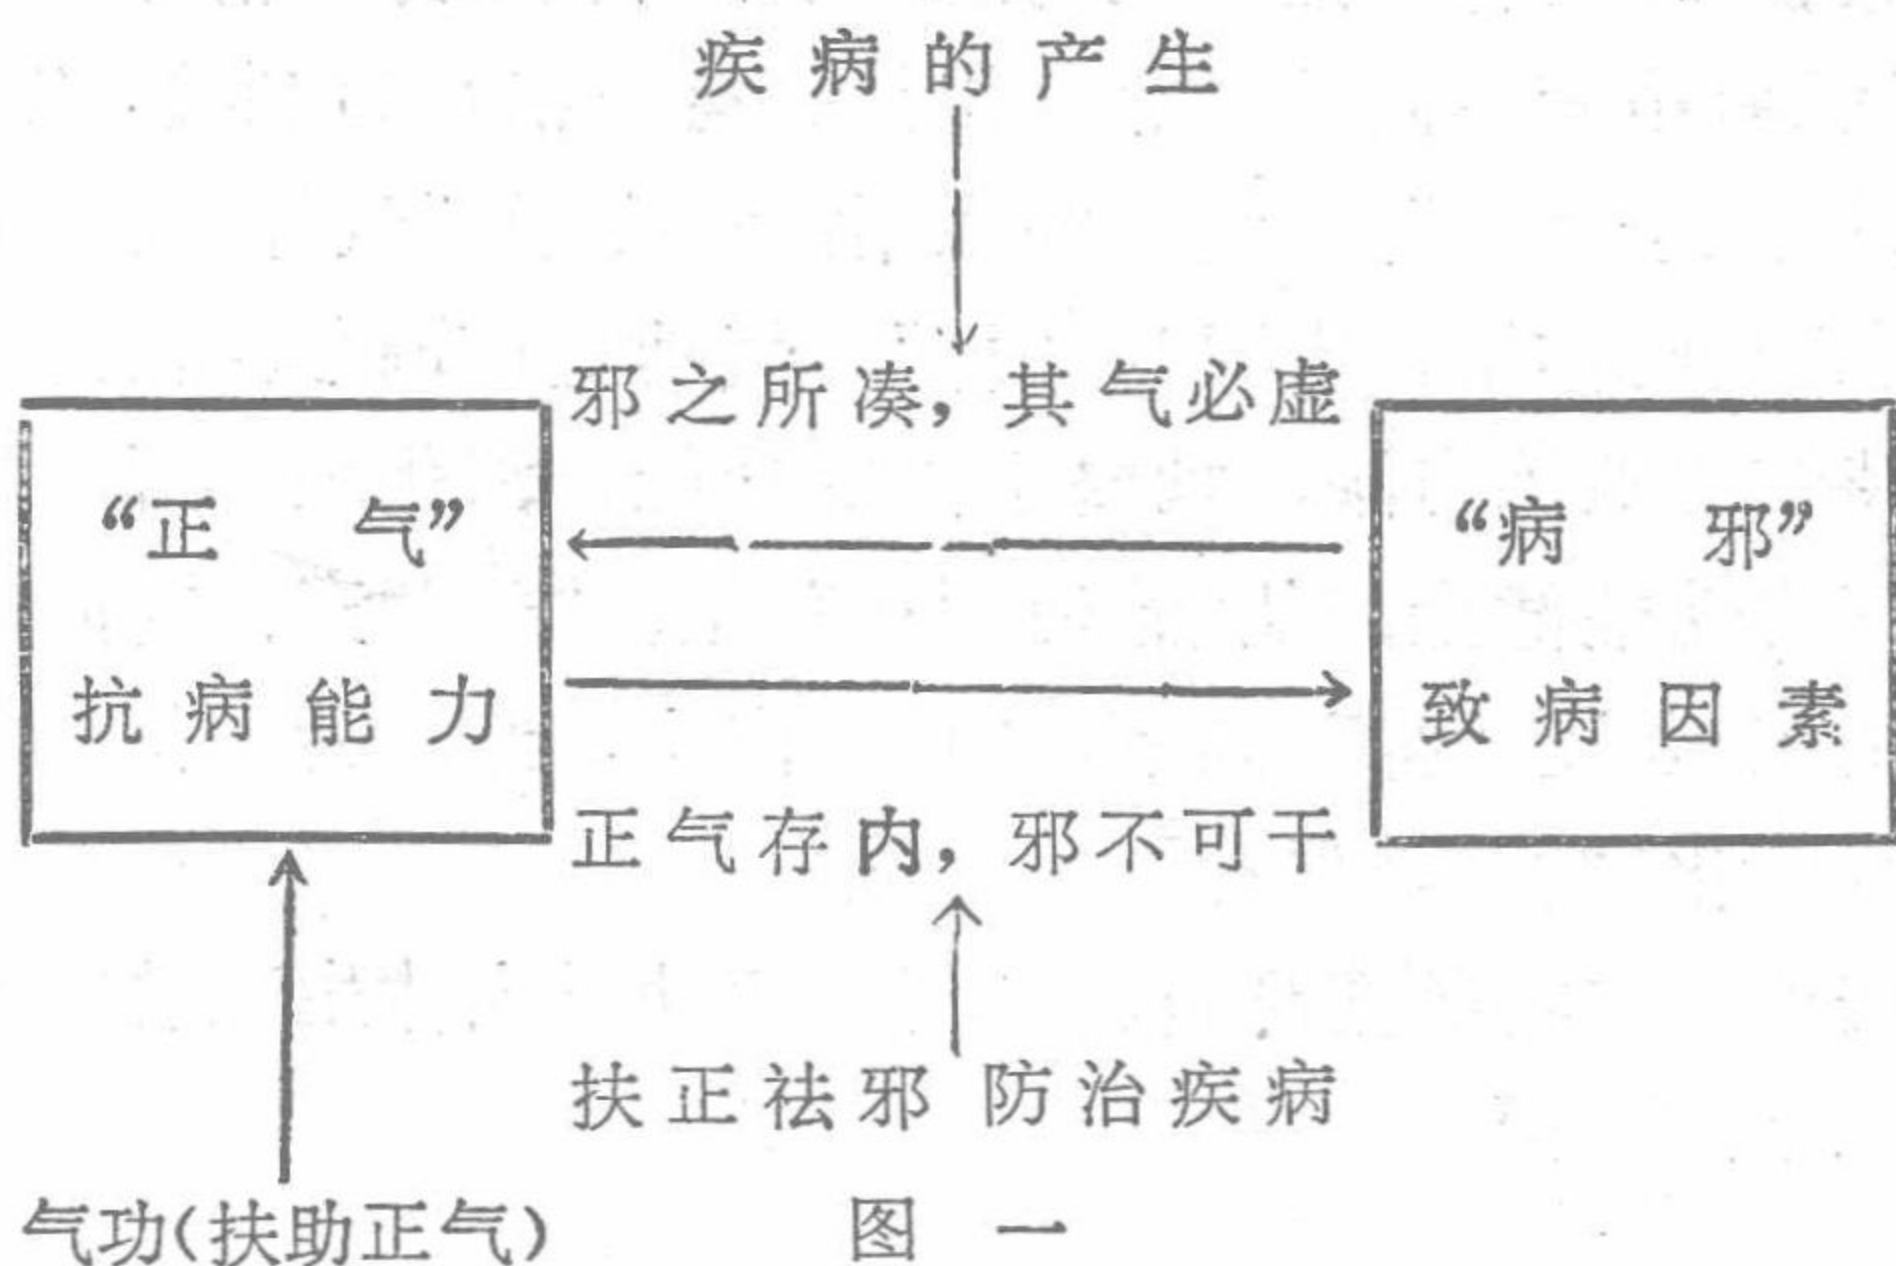 疾病的产生
邪之所凑，其气必虚
“正 气”
“病 邪”
抗病能力
致病因素
正气存内，邪不可干
扶正祛邪 防治疾病
气功(扶助正气)
图 一